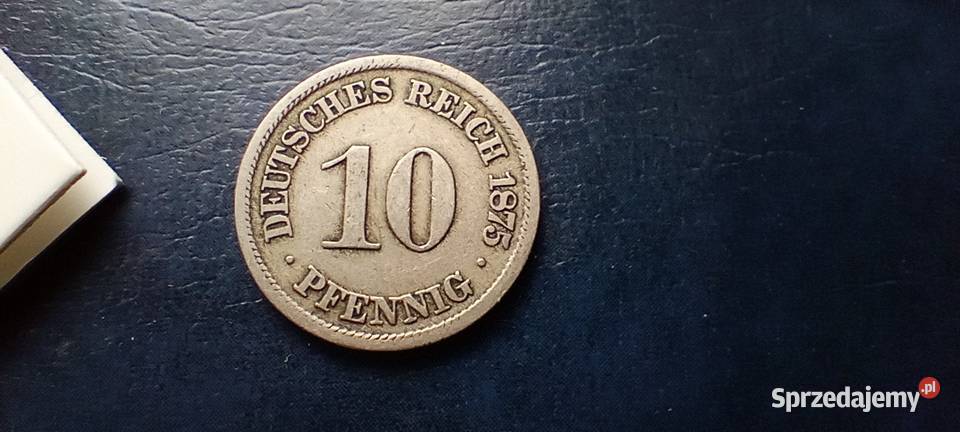 DEUTSCHES REICH 1875
10
· PFENNIG ·
Sprzedajemy.pl